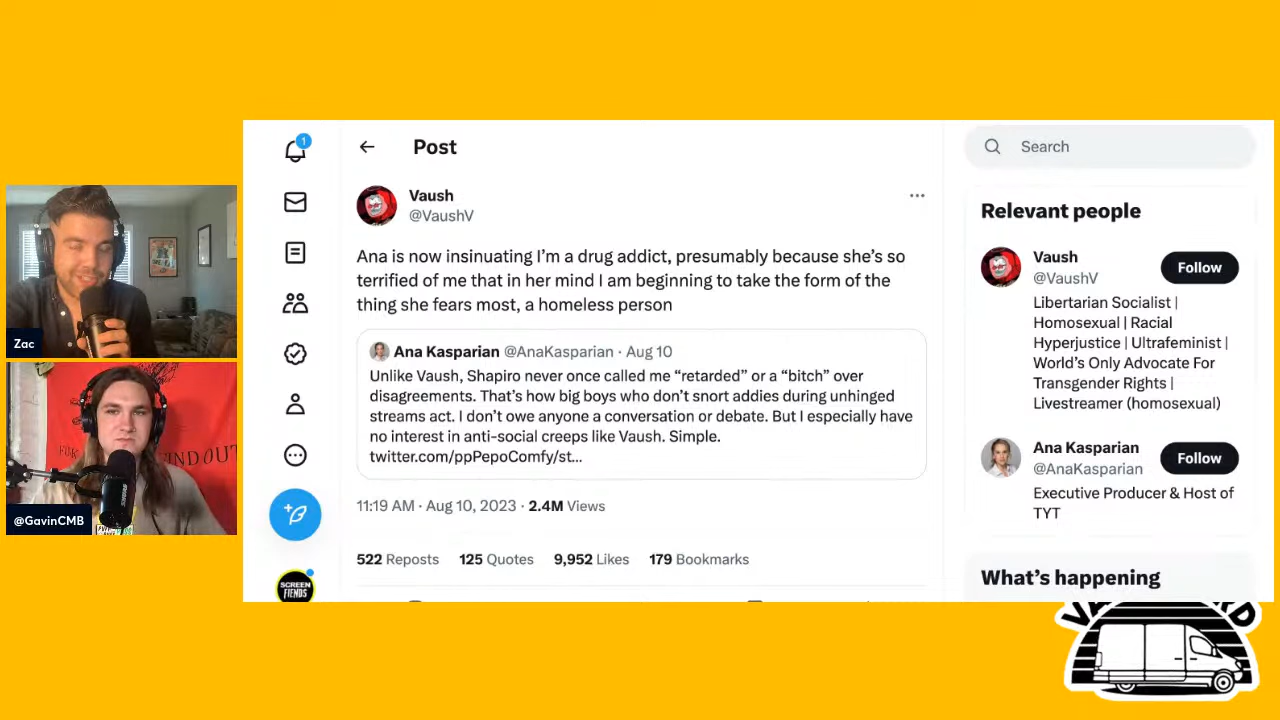 Zac
@GavinCMB
1
Post
Vaush
@VaushV
Ana is now insinuating I'm a drug addict, presumably because she's so
terrified of me that in her mind I am beginning to take the form of the
thing she fears most, a homeless person
Ana Kasparian @AnaKasparian · Aug 10
Unlike Vaush, Shapiro never once called me “retarded” or a “bitch” over
disagreements. That's how big boys who don't snort addies during unhinged
streams act. I don't owe anyone a conversation or debate. But I especially have
no interest in anti-social creeps like Vaush. Simple.
twitter.com/ppPepoComfy/st...
11:19 AM · Aug 10, 2023 · 2.4M Views
522 Reposts 125 Quotes 9,952 Likes 179 Bookmarks
SCREEN
FIENDS
Search
Relevant people
Vaush
@VaushV
Follow
Libertarian Socialist |
Homosexual | Racial
Hyperjustice | Ultrafeminist |
World's Only Advocate For
Transgender Rights |
Livestreamer (homosexual)
Ana Kasparian
@AnaKasparian
Follow
Executive Producer & Host of
TYT
What's happening